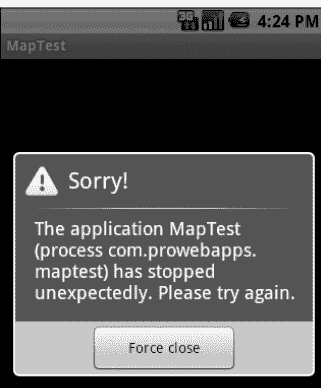 4:24 PM
MapTest
Sorry!
The application MapTest
(process com.prowebapps.
maptest) has stopped
unexpectedly. Please try again.
Force close